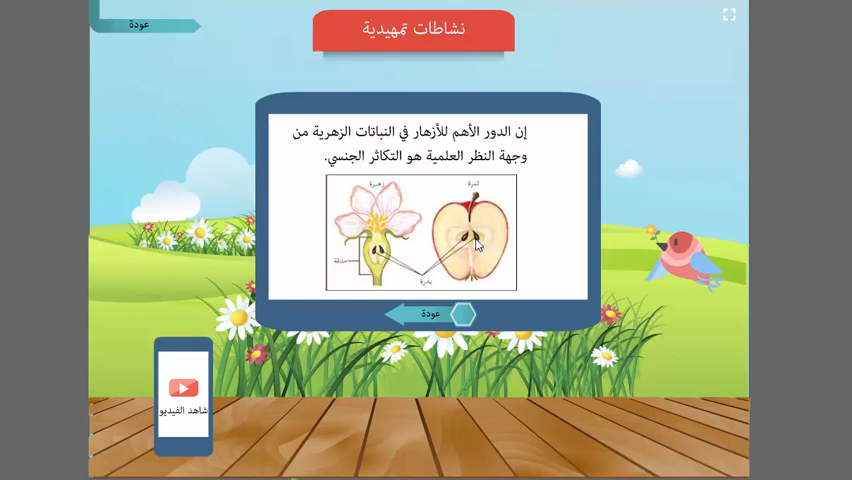 عودة
نشاطات تمهيدية
إن الدور الأهم للأزهار في النباتات الزهرية من
وجهة النظر العلمية هو التكاثر الجنسي.
زهرة
ثمرة
مدقة
بذرة
عودة
شاهد الفيديو